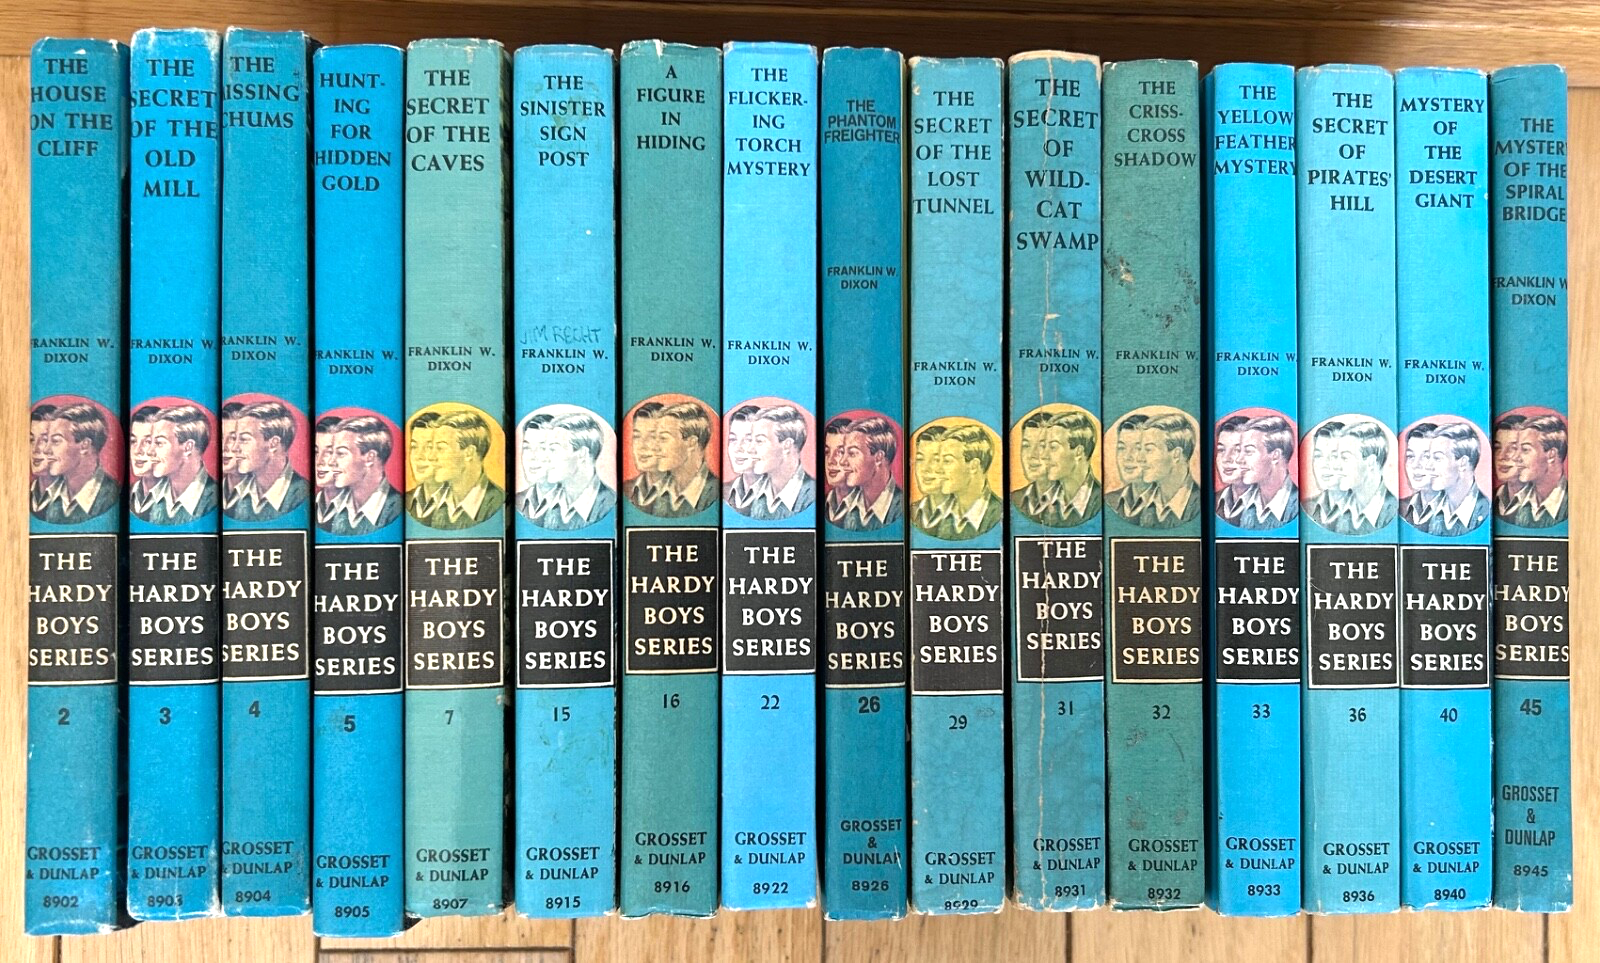 THE
HOUSE
ON THE
CLIFF
FRANKLIN W.
DIXON
THE
HARDY
BOYS
SERIES
2
GROSSET
& DUNLAP
8902
THE
SECRET
OF THE
OLD
MILL
FRANKLIN W.
DIXON
THE
HARDY
BOYS
SERIES
3
GROSSET
& DUNLAP
8903
THE
MISSING
CHUMS
FRANKLIN W.
DIXON
THE
HARDY
BOYS
SERIES
4
GROSSET
& DUNLAP
8904
HUNT-
ING
FOR
HIDDEN
GOLD
FRANKLIN W.
DIXON
THE
HARDY
BOYS
SERIES
5
GROSSET
& DUNLAP
8905
THE
SECRET
OF THE
CAVES
FRANKLIN W.
DIXON
THE
HARDY
BOYS
SERIES
7
GROSSET
& DUNLAP
8907
THE
SINISTER
SIGN
POST
JIM RECHT
FRANKLIN W.
DIXON
THE
HARDY
BOYS
SERIES
15
GROSSET
& DUNLAP
8915
A
FIGURE
IN
HIDING
FRANKLIN W.
DIXON
THE
HARDY
BOYS
SERIES
16
GROSSET
& DUNLAP
8916
THE
FLICKER-
ING
TORCH
MYSTERY
FRANKLIN W.
DIXON
THE
HARDY
BOYS
SERIES
22
GROSSET
& DUNLAP
8922
THE
PHANTOM
FREIGHTER
FRANKLIN W.
DIXON
THE
HARDY
BOYS
SERIES
26
GROSSET
&
DUNLAP
8926
THE
SECRET
OF THE
LOST
TUNNEL
FRANKLIN W.
DIXON
THE
HARDY
BOYS
SERIES
29
GROSSET
& DUNLAP
8929
THE
SECRET
OF
WILD-
CAT
SWAMP
FRANKLIN W.
DIXON
THE
HARDY
BOYS
SERIES
31
GROSSET
& DUNLAP
8931
THE
CRISS-
CROSS
SHADOW
FRANKLIN W.
DIXON
THE
HARDY
BOYS
SERIES
32
GROSSET
& DUNLAP
8932
THE
YELLOW
FEATHER
MYSTERY
FRANKLIN W.
DIXON
THE
HARDY
BOYS
SERIES
33
GROSSET
& DUNLAP
8933
THE
SECRET
OF
PIRATES'
HILL
FRANKLIN W.
DIXON
THE
HARDY
BOYS
SERIES
36
GROSSET
& DUNLAP
8936
MYSTERY
OF
THE
DESERT
GIANT
FRANKLIN W.
DIXON
THE
HARDY
BOYS
SERIES
40
GROSSET
& DUNLAP
8940
THE
MYSTERY
OF THE
SPIRAL
BRIDGE
FRANKLIN W.
DIXON
THE
HARDY
BOYS
SERIES
45
GROSSET
&
DUNLAP
8945